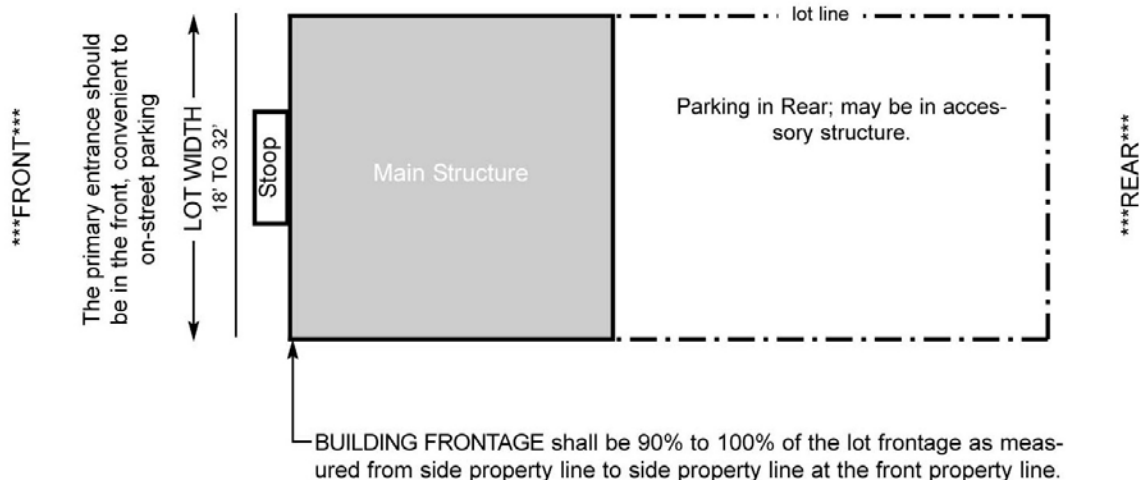 ***FRONT***
The primary entrance should
be in the front, convenient to
on-street parking
LOT WIDTH
18' TO 32'
Stoop
Main Structure
lot line
Parking in Rear; may be in acces-
sory structure.
***REAR***
BUILDING FRONTAGE shall be 90% to 100% of the lot frontage as meas-
ured from side property line to side property line at the front property line.